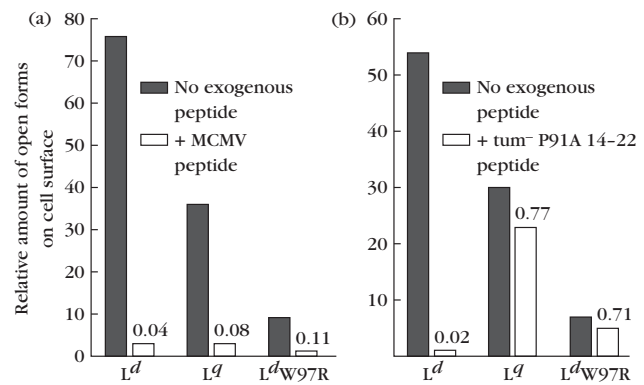 (a)
Relative amount of open forms
on cell surface
80
70
60
50
40
30
20
10
0
No exogenous
peptide
+ MCMV
peptide
0.04
0.08
0.11
L^d
L^q
L^dW97R
(b)
60
50
40
30
20
10
No exogenous
peptide
+ tum⁻ P91A 14–22
peptide
0.02
0.77
0.71
L^d
L^q
L^dW97R